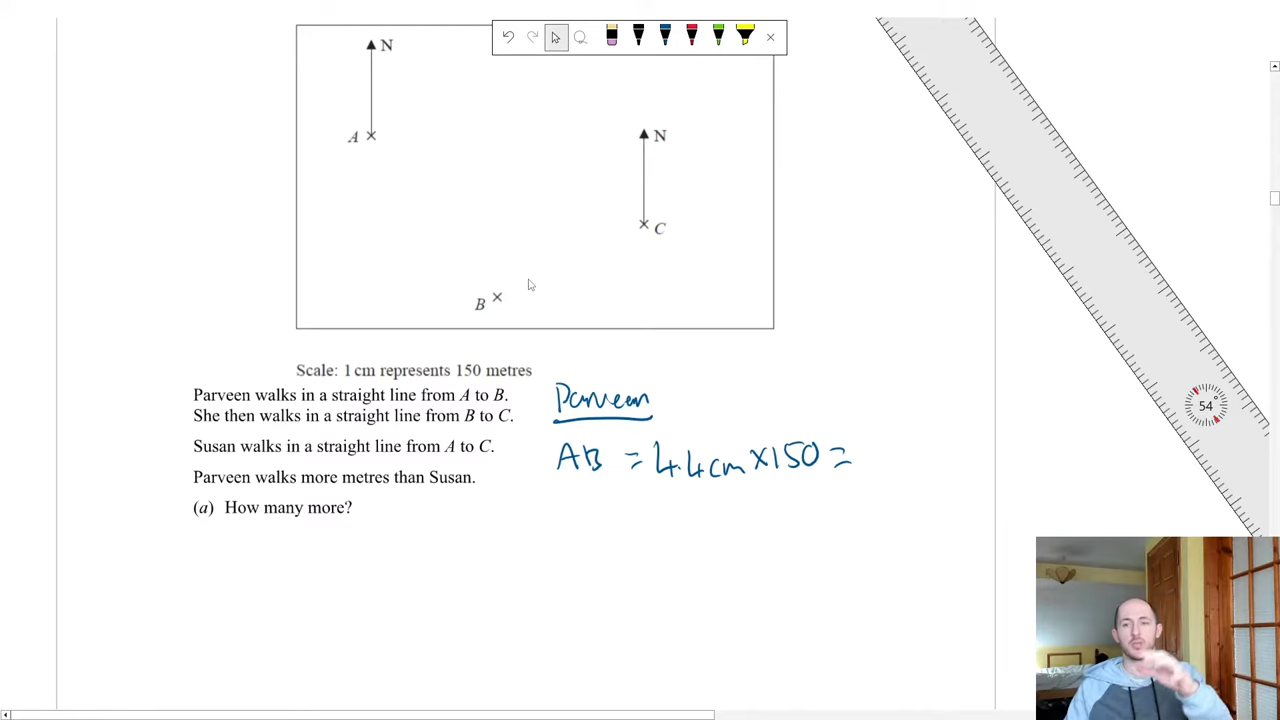 N
A
N
C
B
Scale: 1 cm represents 150 metres
Parveen walks in a straight line from A to B.
She then walks in a straight line from B to C.
Susan walks in a straight line from A to C.
Parveen walks more metres than Susan.
(a) How many more?
Parveen
AB = 4.4cm×150=
54°